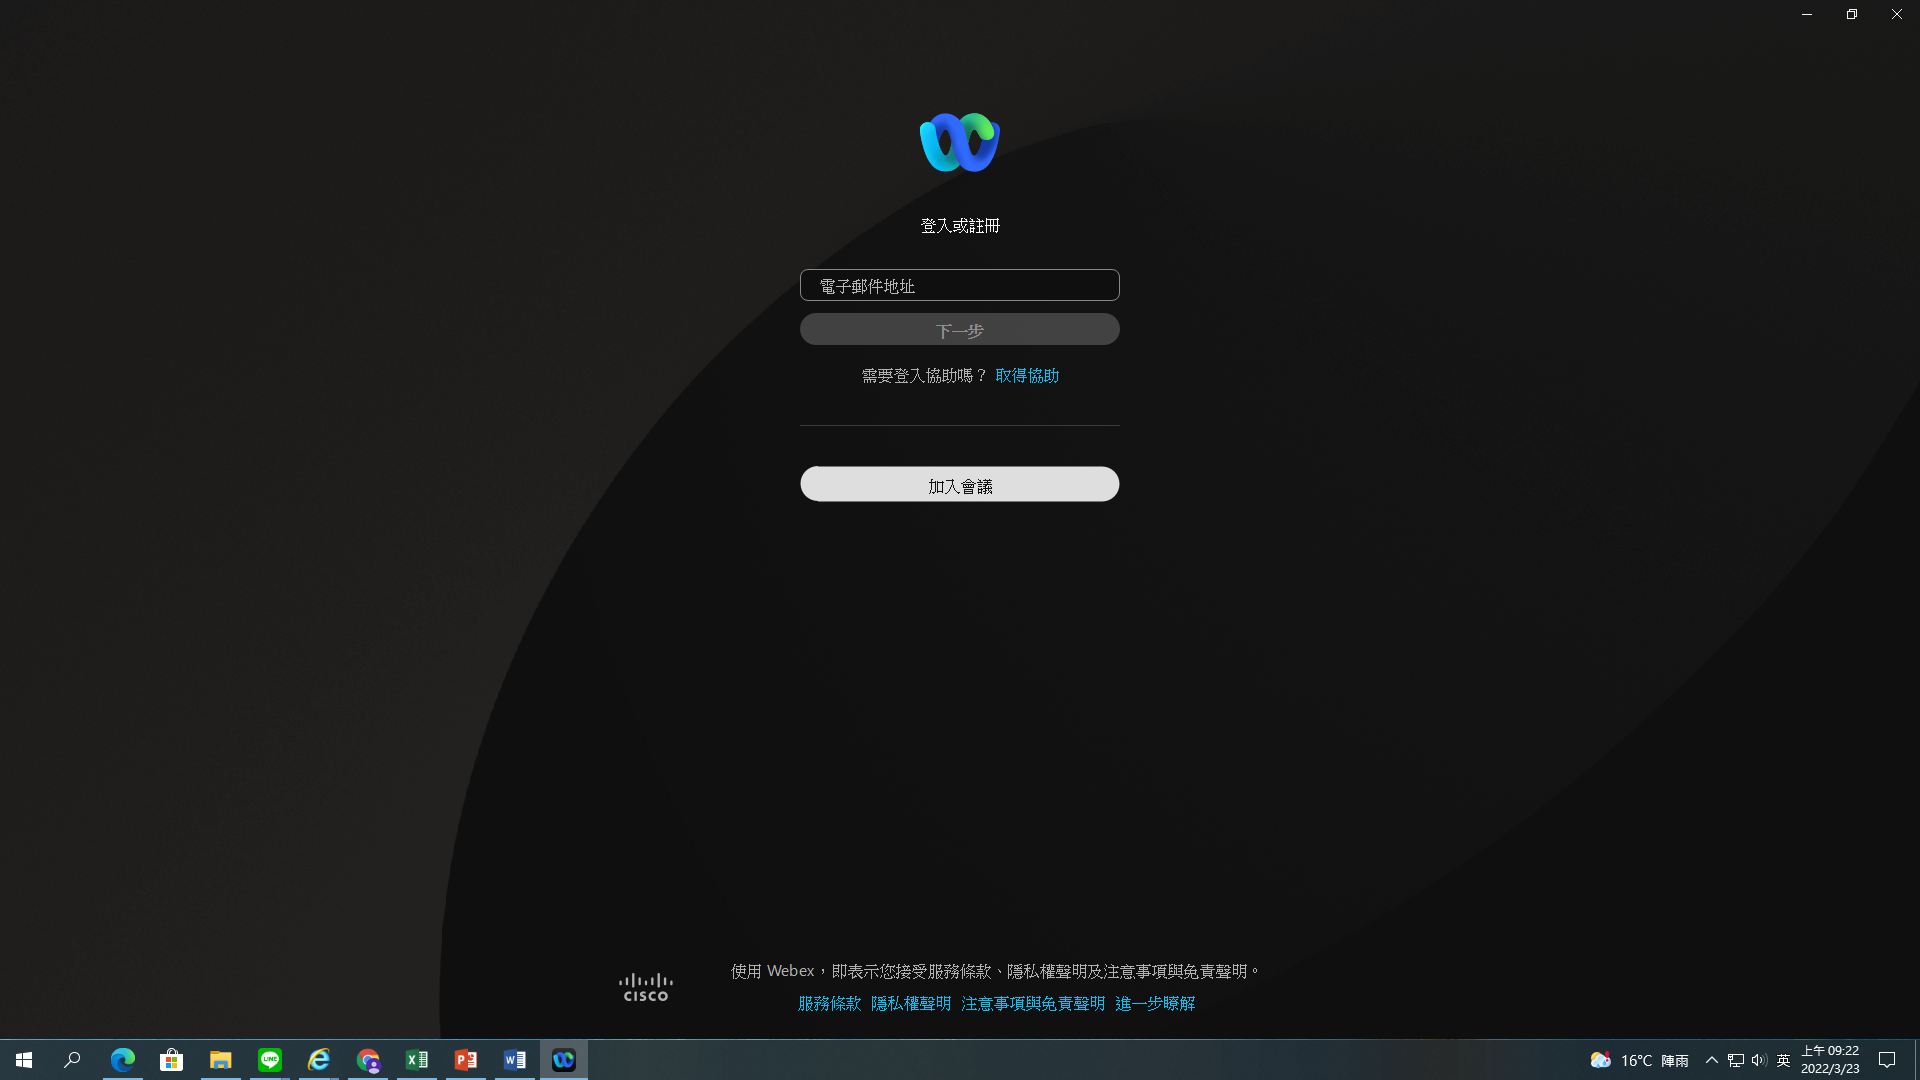 登入或註冊
電子郵件地址
下一步
需要登入協助嗎？ 取得協助
加入會議
使用 Webex，即表示您接受服務條款、隱私權聲明及注意事項與免責聲明。
服務條款 隱私權聲明 注意事項與免責聲明 進一步瞭解
CISCO
16°C 陣雨
英
上午 09:22
2022/3/23